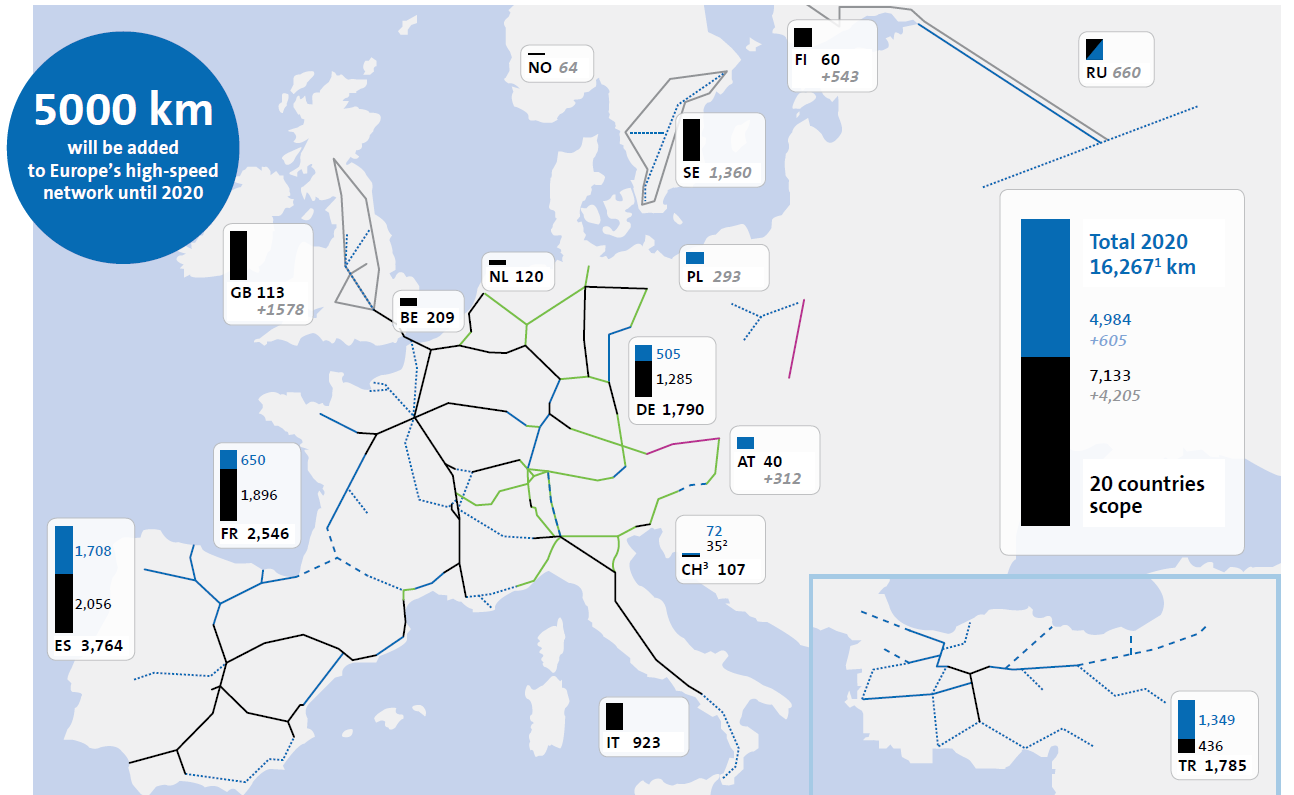 5000 km
will be added
to Europe's high-speed
network until 2020
NO 64
FI 60
+543
RU 660
SE 1,360
GB 113
+1578
NL 120
BE 209
PL 293
505
1,285
DE 1,790
Total 2020
16,267¹ km
4,984
+605
7,133
+4,205
20 countries
scope
650
1,896
FR 2,546
AT 40
+312
1,708
2,056
ES 3,764
72
35²
CH³ 107
IT 923
1,349
436
TR 1,785